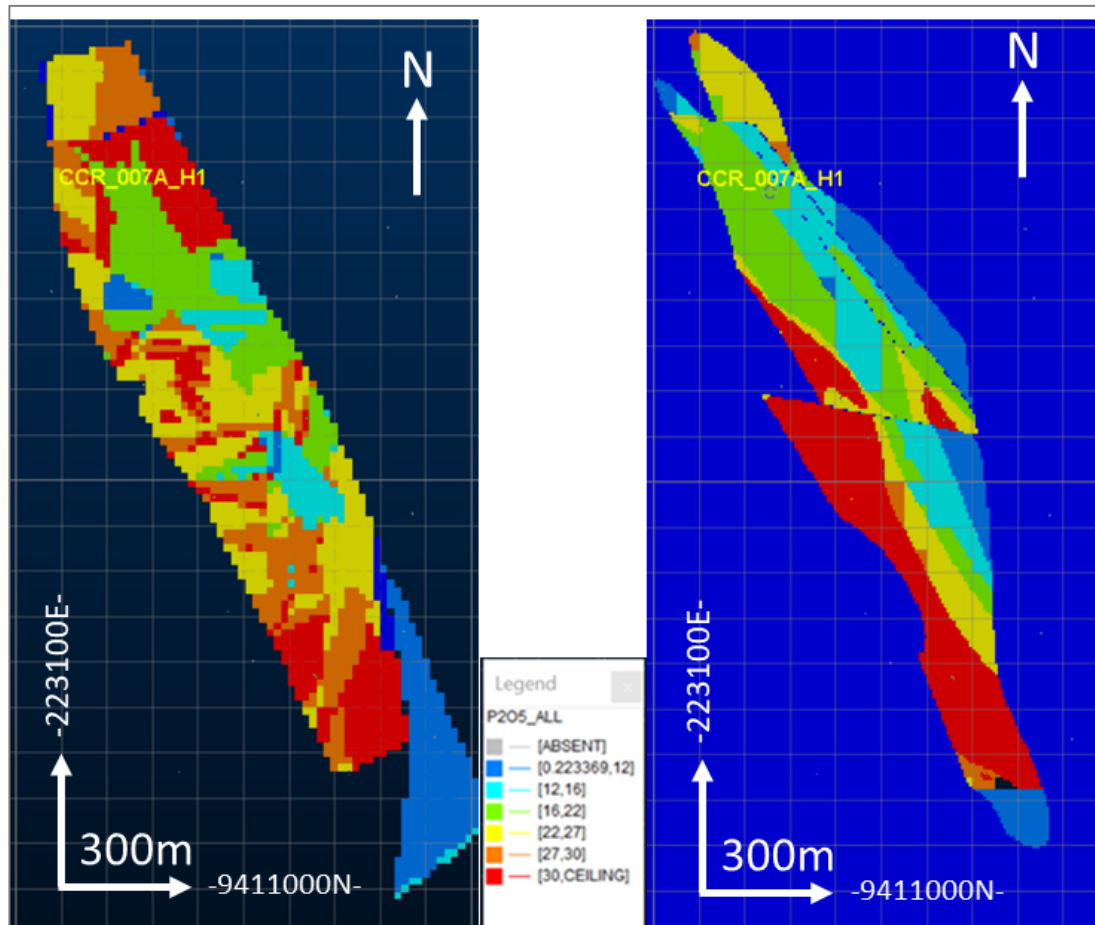 N
CCR_007A_H1
-223100E-
300m
-9411000N-
Legend
P2O5_ALL
[ABSENT]
[0.223369,12]
[12,16]
[16,22]
[22,27]
[27,30]
[30,CEILING]
N
CCR_007A_H1
-223100E-
300m
-9411000N-